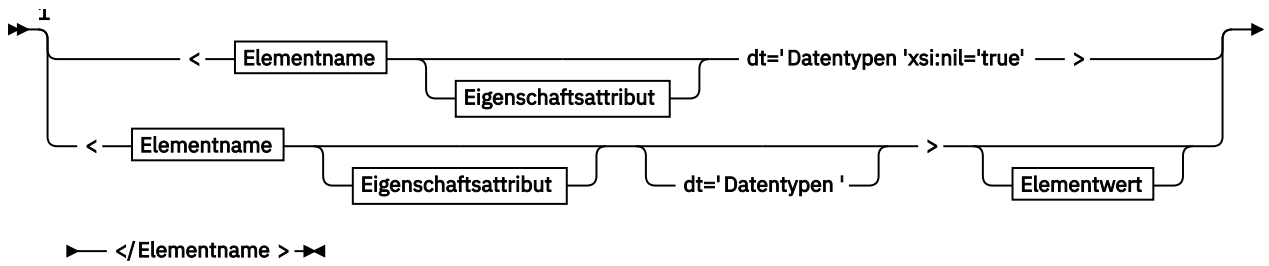 1
< Elementname dt='Datentypen 'xsi:nil='true' >
Eigenschaftsattribut
< Elementname >
Eigenschaftsattribut dt='Datentypen ' Elementwert
</Elementname >